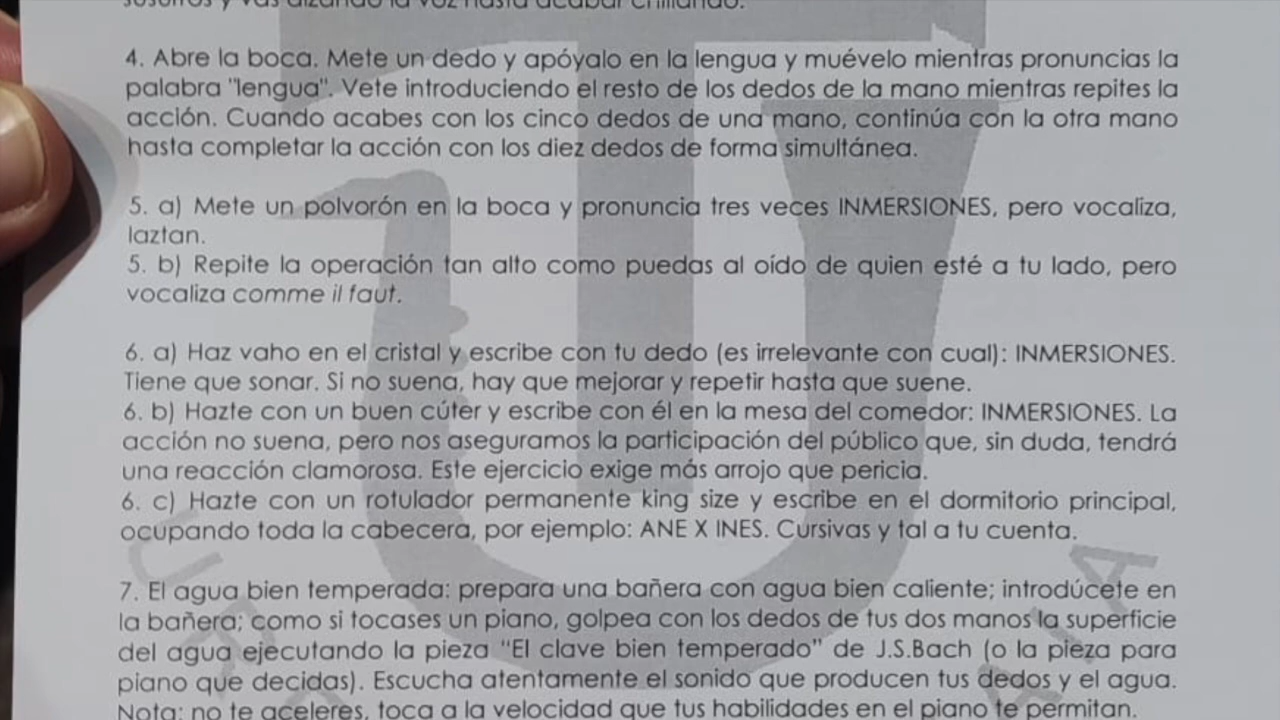 y vas alzando la voz hasta acabar chillando.
4. Abre la boca. Mete un dedo y apóyalo en la lengua y muévelo mientras pronuncias la
palabra "lengua". Vete introduciendo el resto de los dedos de la mano mientras repites la
acción. Cuando acabes con los cinco dedos de una mano, continúa con la otra mano
hasta completar la acción con los diez dedos de forma simultánea.
5. a) Mete un polvorón en la boca y pronuncia tres veces INMERSIONES, pero vocaliza,
laztan.
5. b) Repite la operación tan alto como puedas al oído de quien esté a tu lado, pero
vocaliza comme il faut.
6. a) Haz vaho en el cristal y escribe con tu dedo (es irrelevante con cual): INMERSIONES.
Tiene que sonar. Si no suena, hay que mejorar y repetir hasta que suene.
6. b) Hazte con un buen cúter y escribe con él en la mesa del comedor: INMERSIONES. La
acción no suena, pero nos aseguramos la participación del público que, sin duda, tendrá
una reacción clamorosa. Este ejercicio exige más arrojo que pericia.
6. c) Hazte con un rotulador permanente king size y escribe en el dormitorio principal,
ocupando toda la cabecera, por ejemplo: ANE X INES. Cursivas y tal a tu cuenta.
7. El agua bien temperada: prepara una bañera con agua bien caliente; introdúcete en
la bañera; como si tocases un piano, golpea con los dedos de tus dos manos la superficie
del agua ejecutando la pieza “El clave bien temperado” de J.S.Bach (o la pieza para
piano que decidas). Escucha atentamente el sonido que producen tus dedos y el agua.
Nota: no te aceleres, toca a la velocidad que tus habilidades en el piano te permitan.